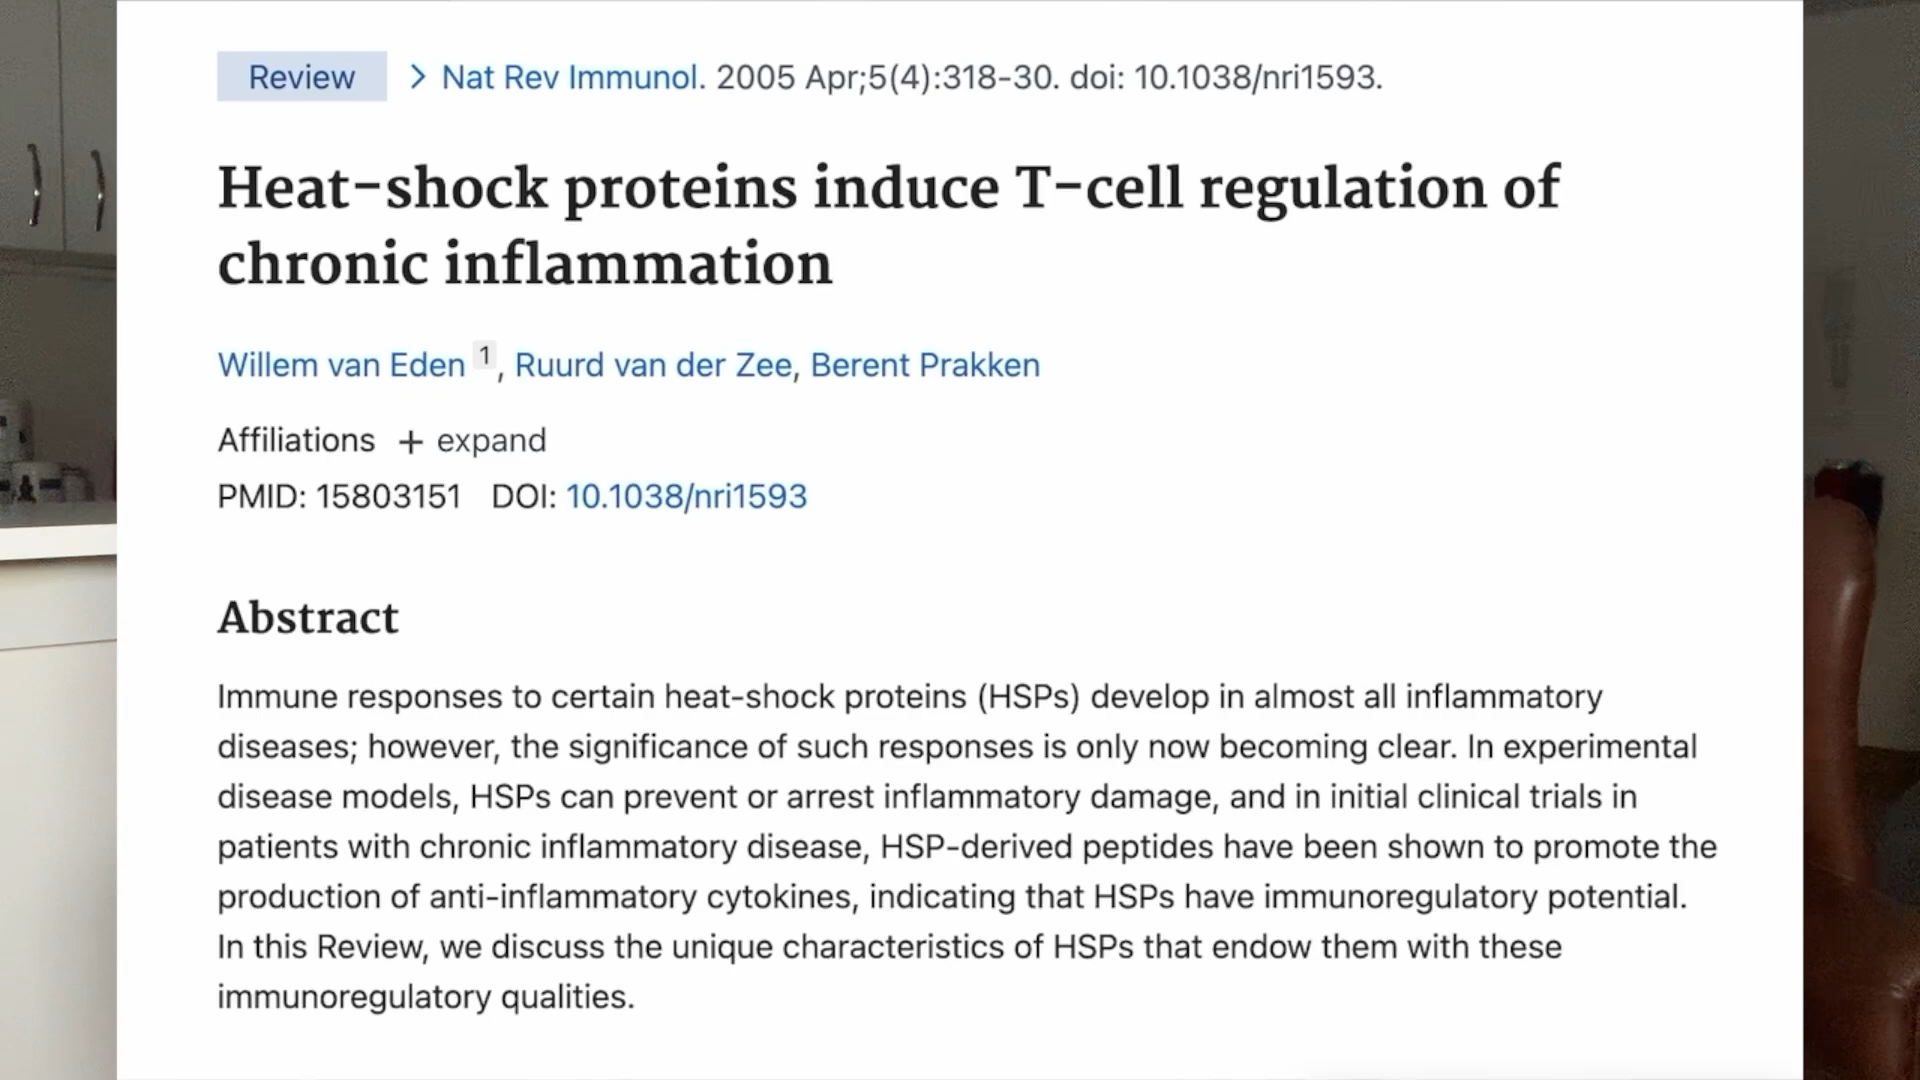 Review > Nat Rev Immunol. 2005 Apr;5(4):318-30. doi: 10.1038/nri1593.
Heat-shock proteins induce T-cell regulation of
chronic inflammation
Willem van Eden 1, Ruurd van der Zee, Berent Prakken
Affiliations + expand
PMID: 15803151 DOI: 10.1038/nri1593
Abstract
Immune responses to certain heat-shock proteins (HSPs) develop in almost all inflammatory
diseases; however, the significance of such responses is only now becoming clear. In experimental
disease models, HSPs can prevent or arrest inflammatory damage, and in initial clinical trials in
patients with chronic inflammatory disease, HSP-derived peptides have been shown to promote the
production of anti-inflammatory cytokines, indicating that HSPs have immunoregulatory potential.
In this Review, we discuss the unique characteristics of HSPs that endow them with these
immunoregulatory qualities.